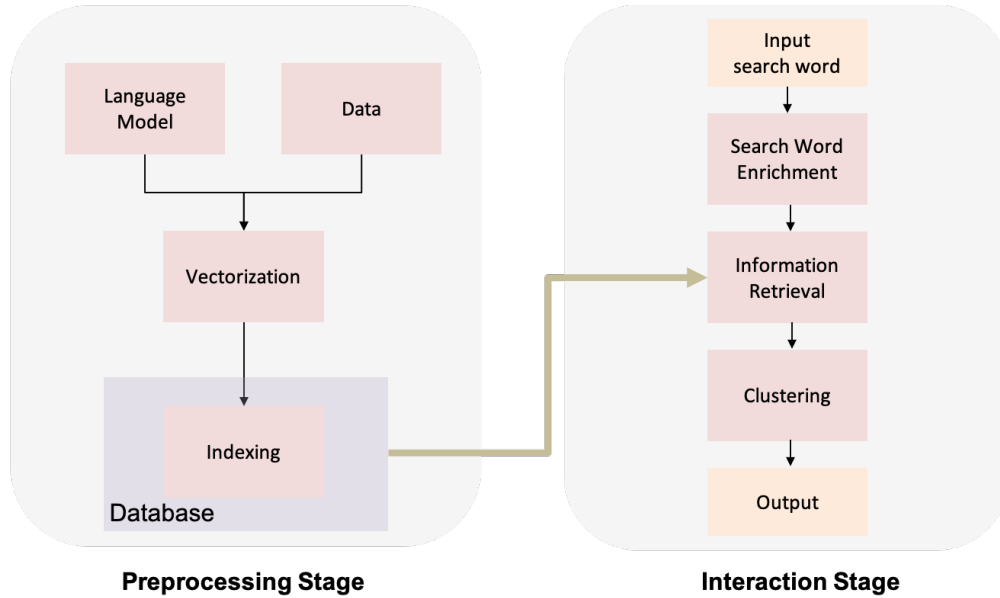 Language
Model
Data
Vectorization
Indexing
Database
Preprocessing Stage
Input
search word
Search Word
Enrichment
Information
Retrieval
Clustering
Output
Interaction Stage